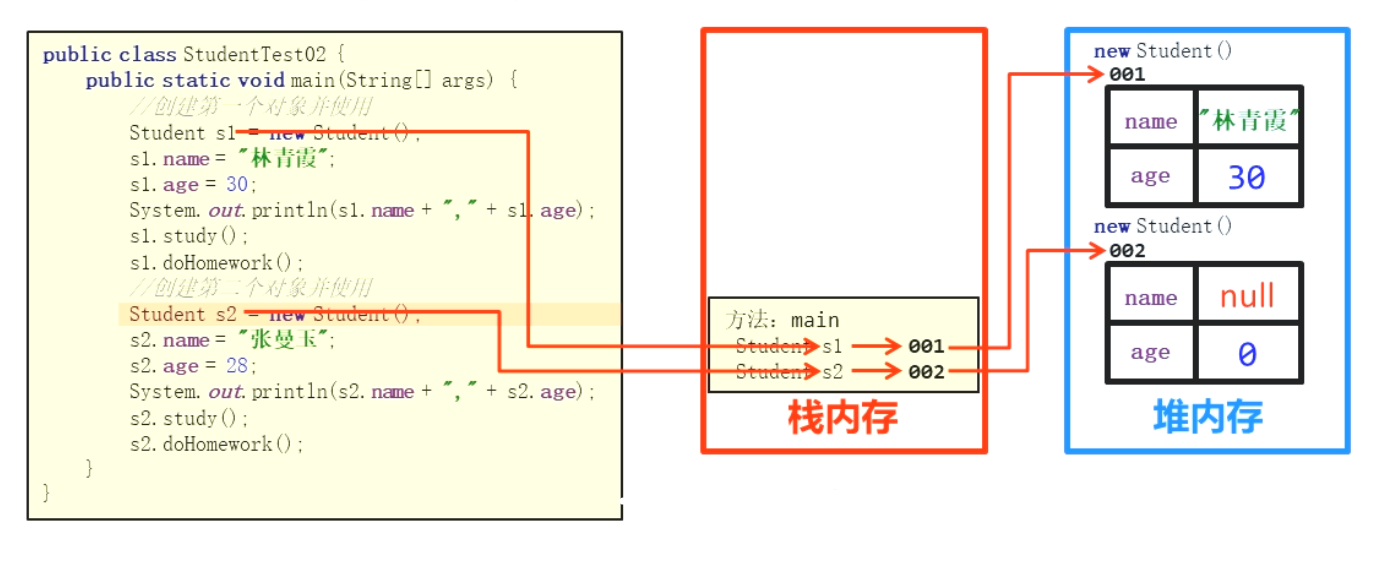 public class StudentTest02 {
public static void main(String[] args) {
//创建第一个对象并使用
Student s1 = new Student();
s1.name = "林青霞";
s1.age = 30;
System.out.println(s1.name + "," + s1.age);
s1.study();
s1.doHomework();
//创建第二个对象并使用
Student s2 = new Student();
s2.name = "张曼玉";
s2.age = 28;
System.out.println(s2.name + "," + s2.age);
s2.study();
s2.doHomework();
}
}
方法：main
Student s1 001
Student s2 002
栈内存
new Student()
001
name "林青霞"
age 30
new Student()
002
name null
age 0
堆内存